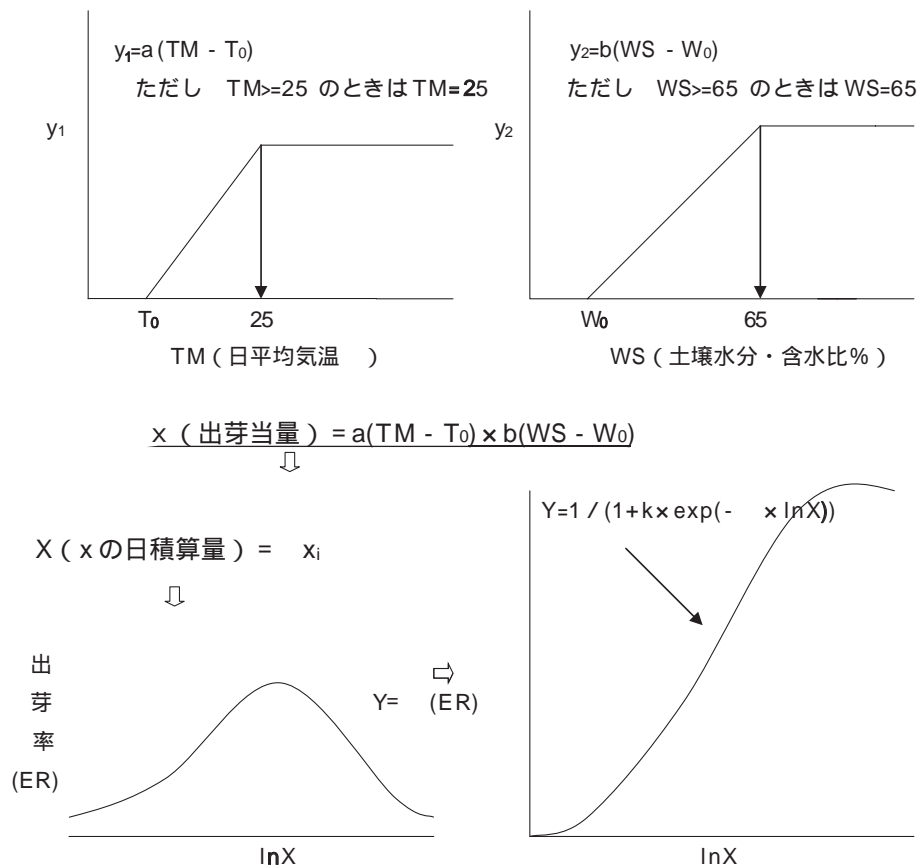 y1=a(TM - T0)
ただし TM>=25 のときはTM=25
y1
T0 25
TM(日平均気温 )
y2=b(WS - W0)
ただし WS>=65 のときはWS=65
y2
W0 65
WS(土壌水分・含水比%)
x(出芽当量)=a(TM - T0)×b(WS - W0)
⇩
X(xの日積算量)= xi
⇩
出芽率(ER)
lnX
⇨
Y= (ER)
Y=1/(1+k×exp(- ×lnX))
lnX